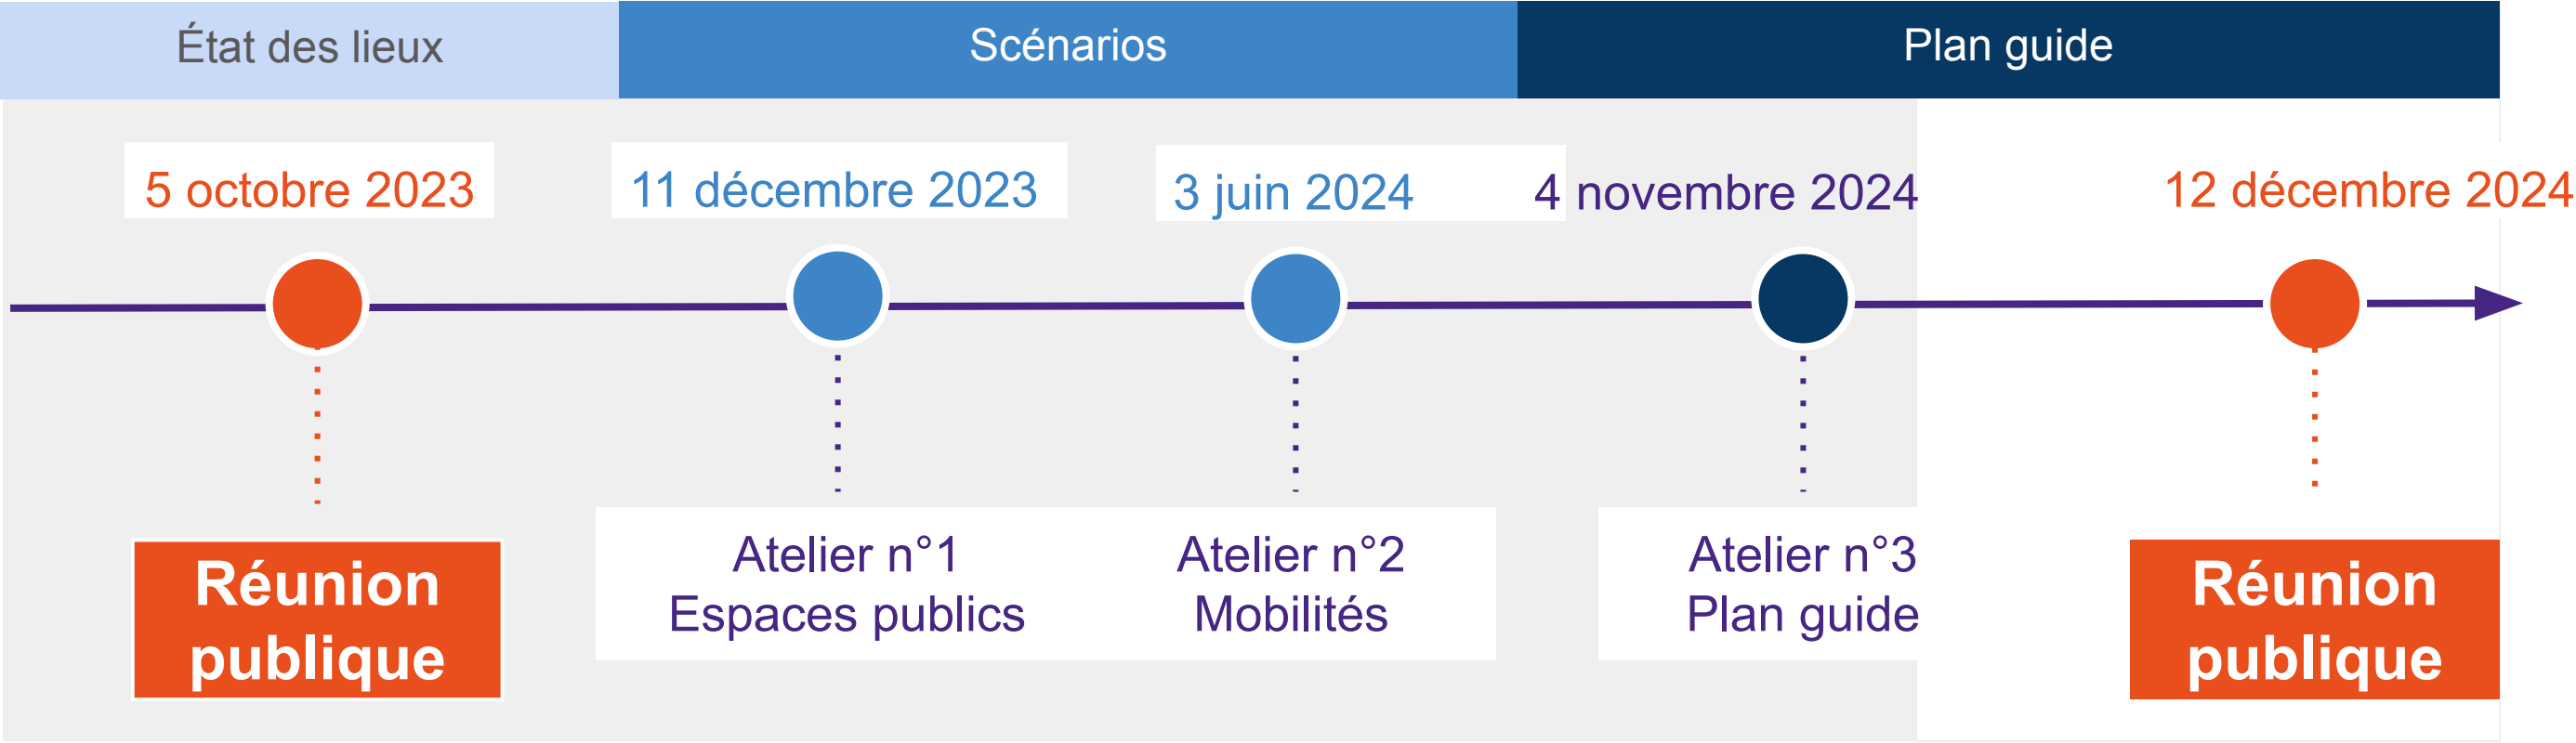 État des lieux
Scénarios
Plan guide
5 octobre 2023
11 décembre 2023
3 juin 2024
4 novembre 2024
12 décembre 2024
Réunion
publique
Atelier n°1
Espaces publics
Atelier n°2
Mobilités
Atelier n°3
Plan guide
Réunion
publique